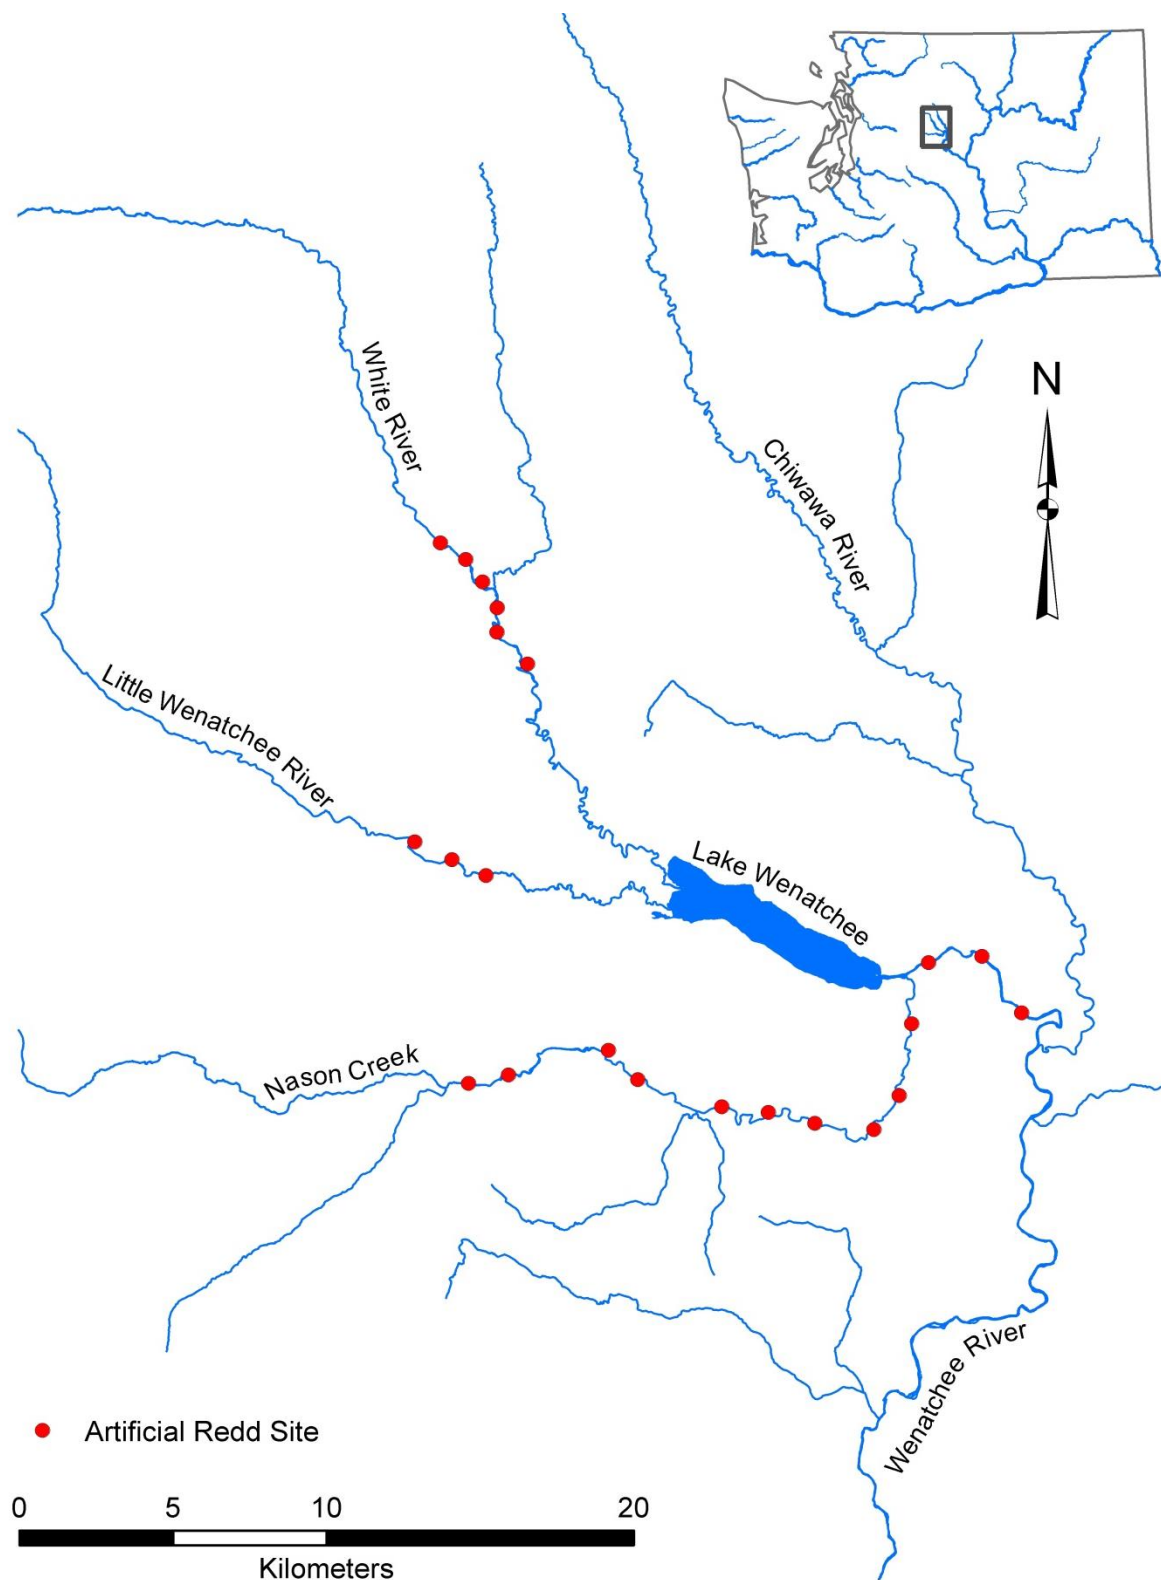 N
White River
Chiwawa River
Little Wenatchee River
Lake Wenatchee
Nason Creek
Wenatchee River
Artificial Redd Site
0 5 10 20
Kilometers